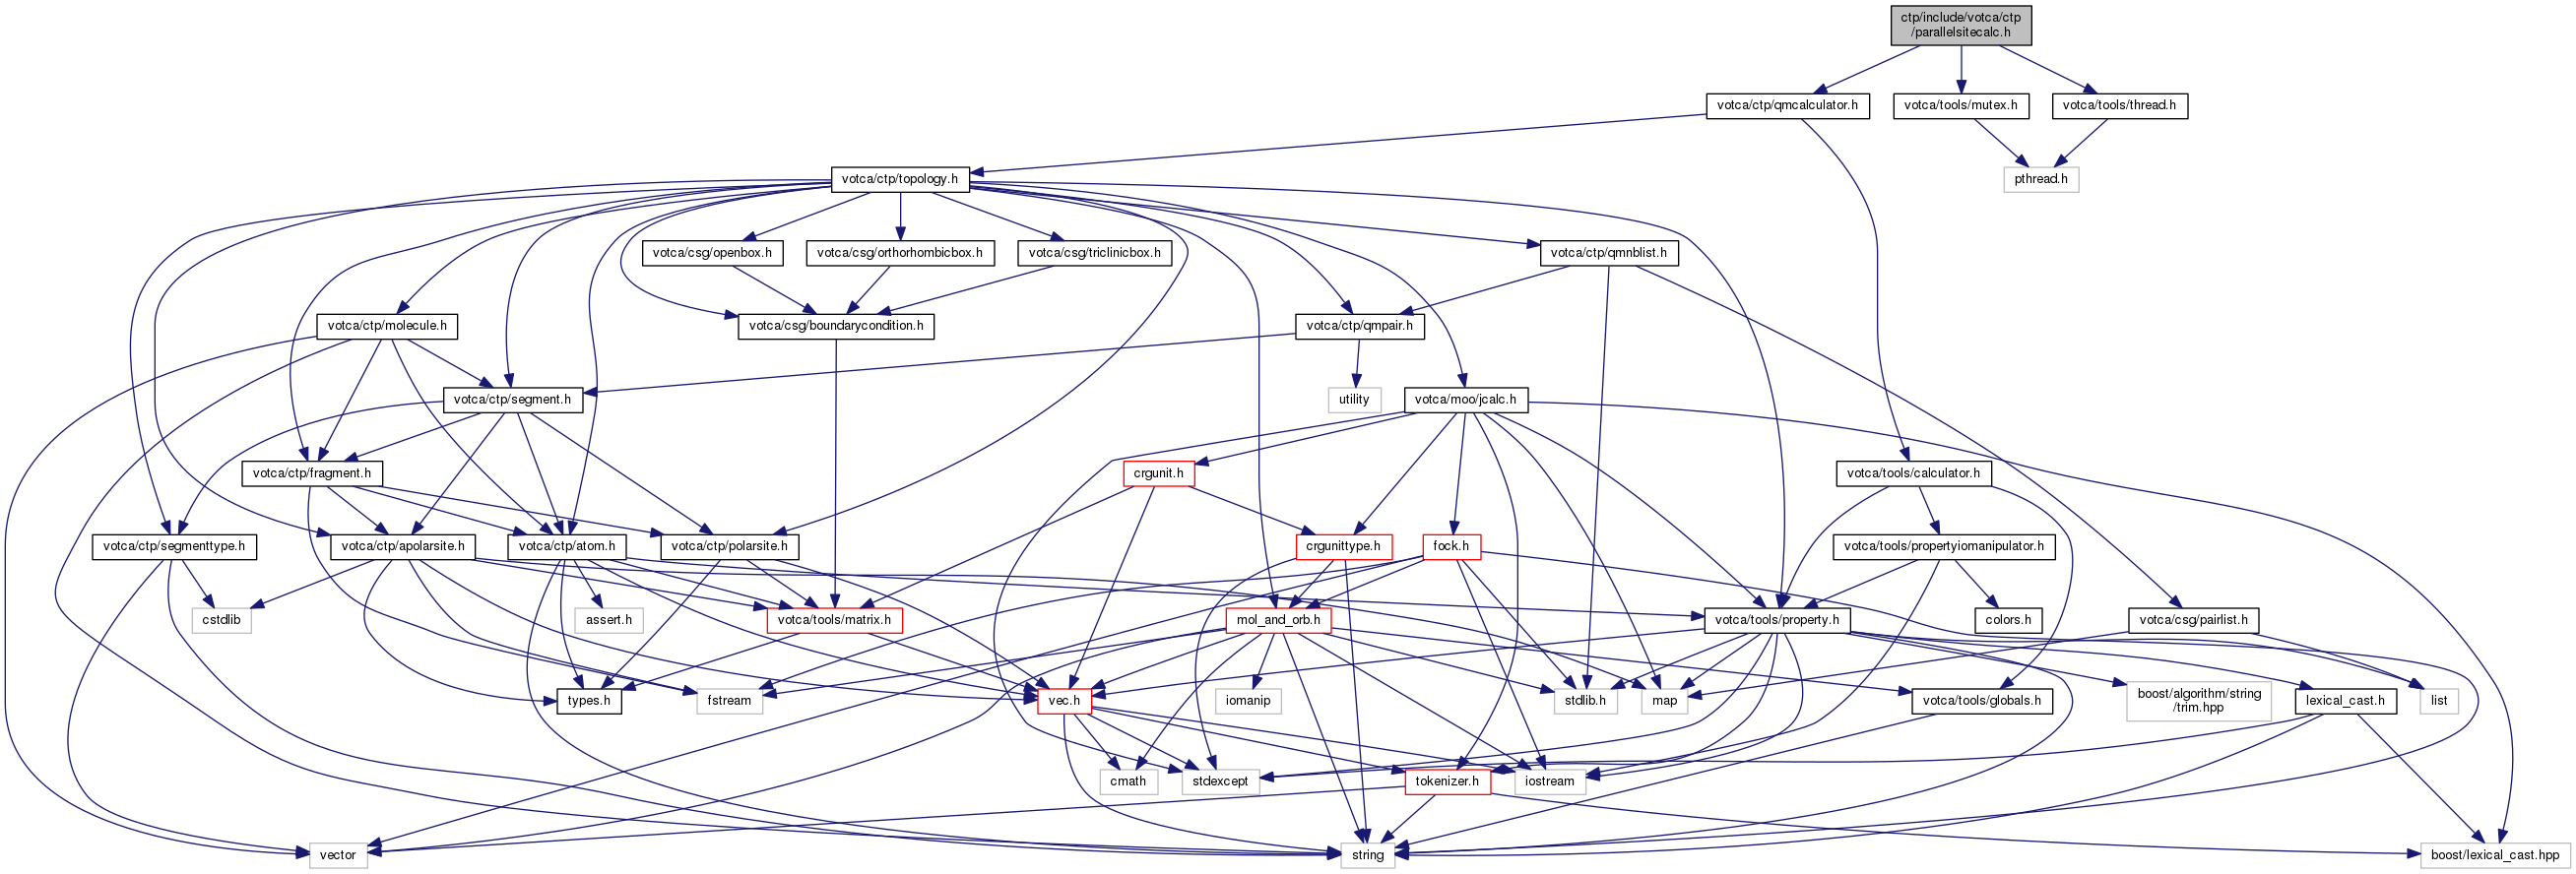 ctp/include/votca/ctp
/parallelsitecalc.h
votca/ctp/qmcalculator.h
votca/tools/mutex.h
votca/tools/thread.h
votca/ctp/topology.h
pthread.h
votca/csg/openbox.h
votca/csg/orthorhombicbox.h
votca/csg/triclinicbox.h
votca/ctp/qmnblist.h
votca/ctp/molecule.h
votca/csg/boundarycondition.h
votca/ctp/qmpair.h
votca/ctp/segment.h
utility
votca/moo/jcalc.h
votca/ctp/fragment.h
crgunit.h
votca/tools/calculator.h
votca/ctp/segmenttype.h
votca/ctp/apolarsite.h
votca/ctp/atom.h
votca/ctp/polarsite.h
crgunittype.h
fock.h
votca/tools/propertyiomanipulator.h
cstdlib
assert.h
votca/tools/matrix.h
mol_and_orb.h
votca/tools/property.h
colors.h
votca/csg/pairlist.h
types.h
fstream
vec.h
iomanip
stdlib.h
map
votca/tools/globals.h
boost/algorithm/string
/trim.hpp
lexical_cast.h
list
cmath
stdexcept
tokenizer.h
iostream
vector
string
boost/lexical_cast.hpp